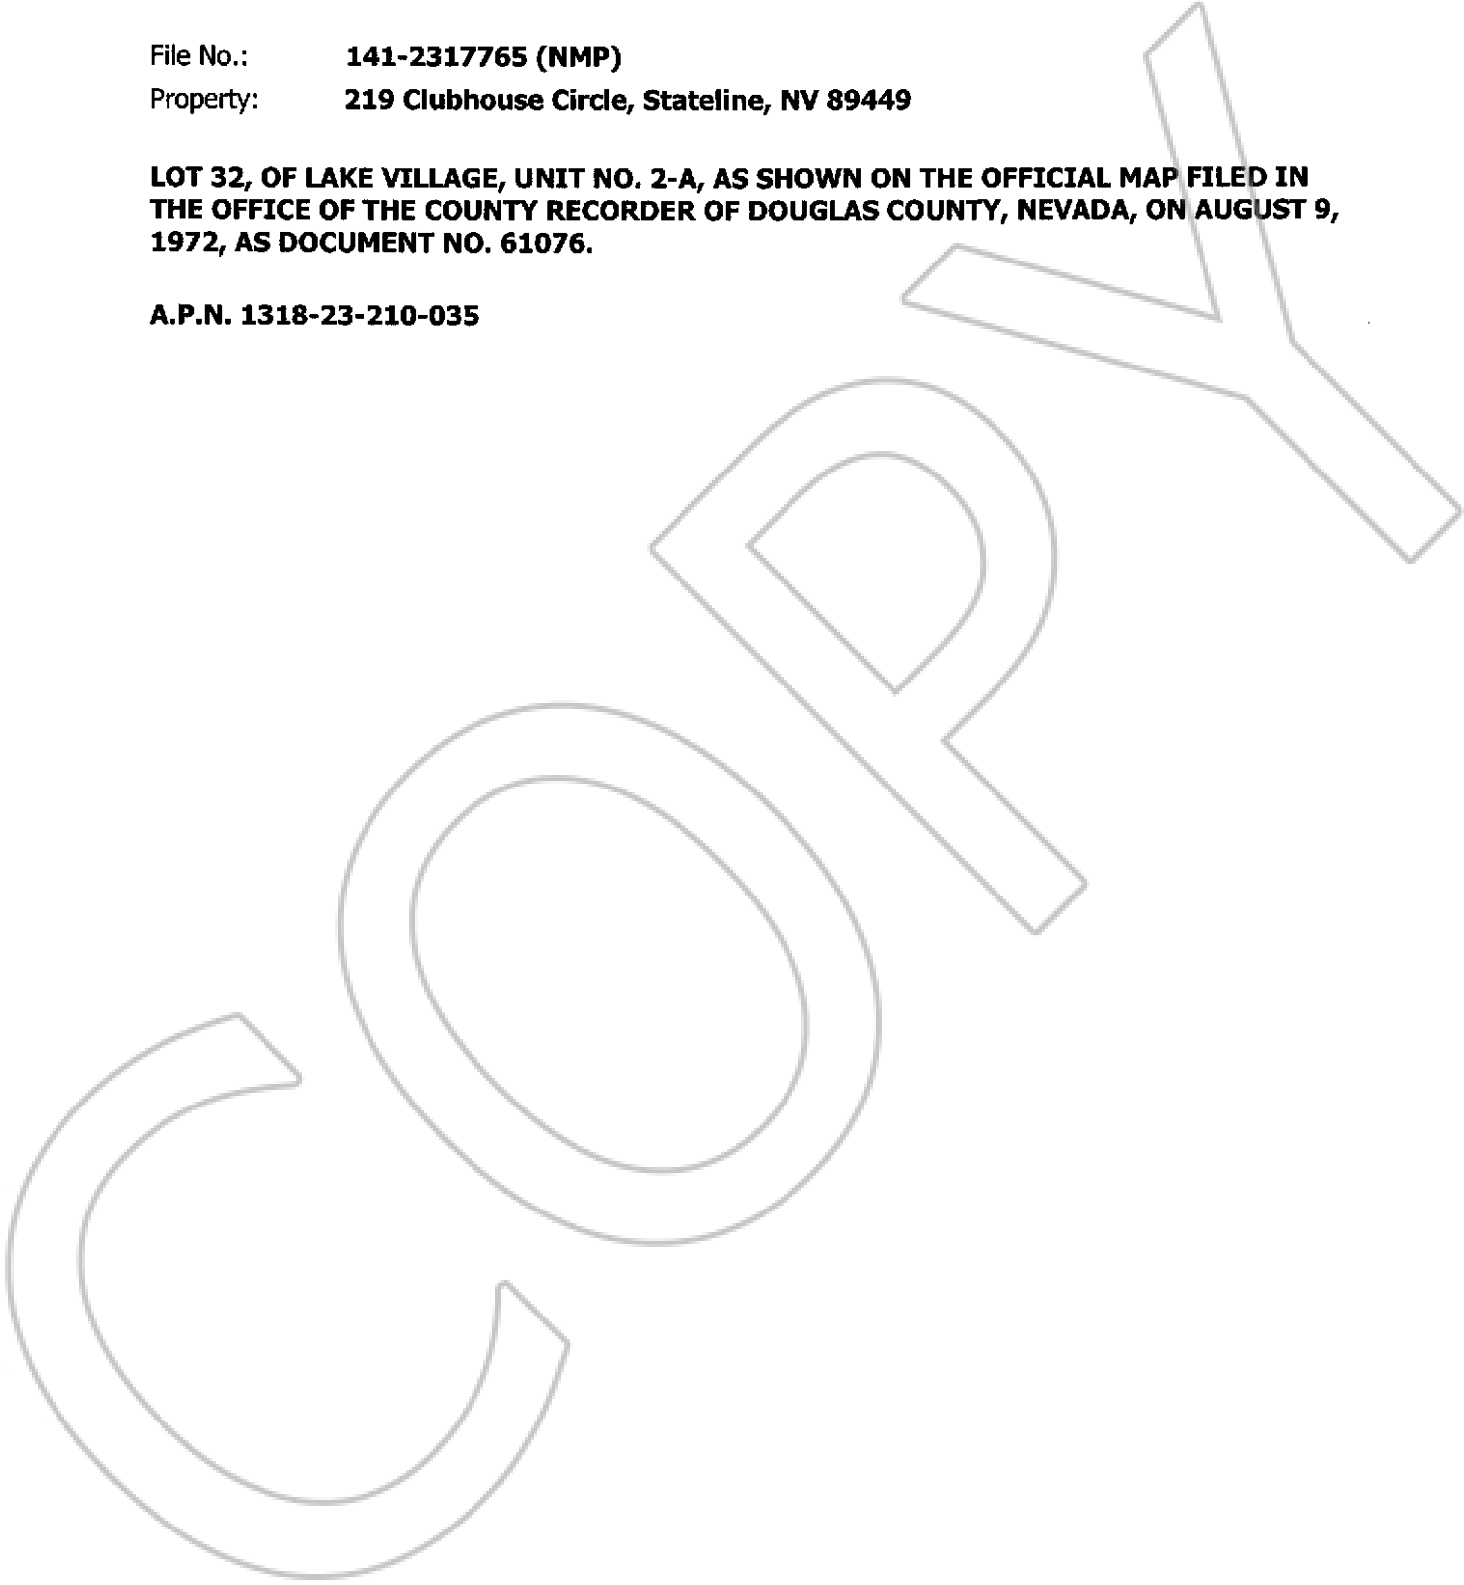 File No.: 141-2317765 (NMP)
Property: 219 Clubhouse Circle, Stateline, NV 89449
LOT 32, OF LAKE VILLAGE, UNIT NO. 2-A, AS SHOWN ON THE OFFICIAL MAP FILED IN
THE OFFICE OF THE COUNTY RECORDER OF DOUGLAS COUNTY, NEVADA, ON AUGUST 9,
1972, AS DOCUMENT NO. 61076.
A.P.N. 1318-23-210-035
COPY